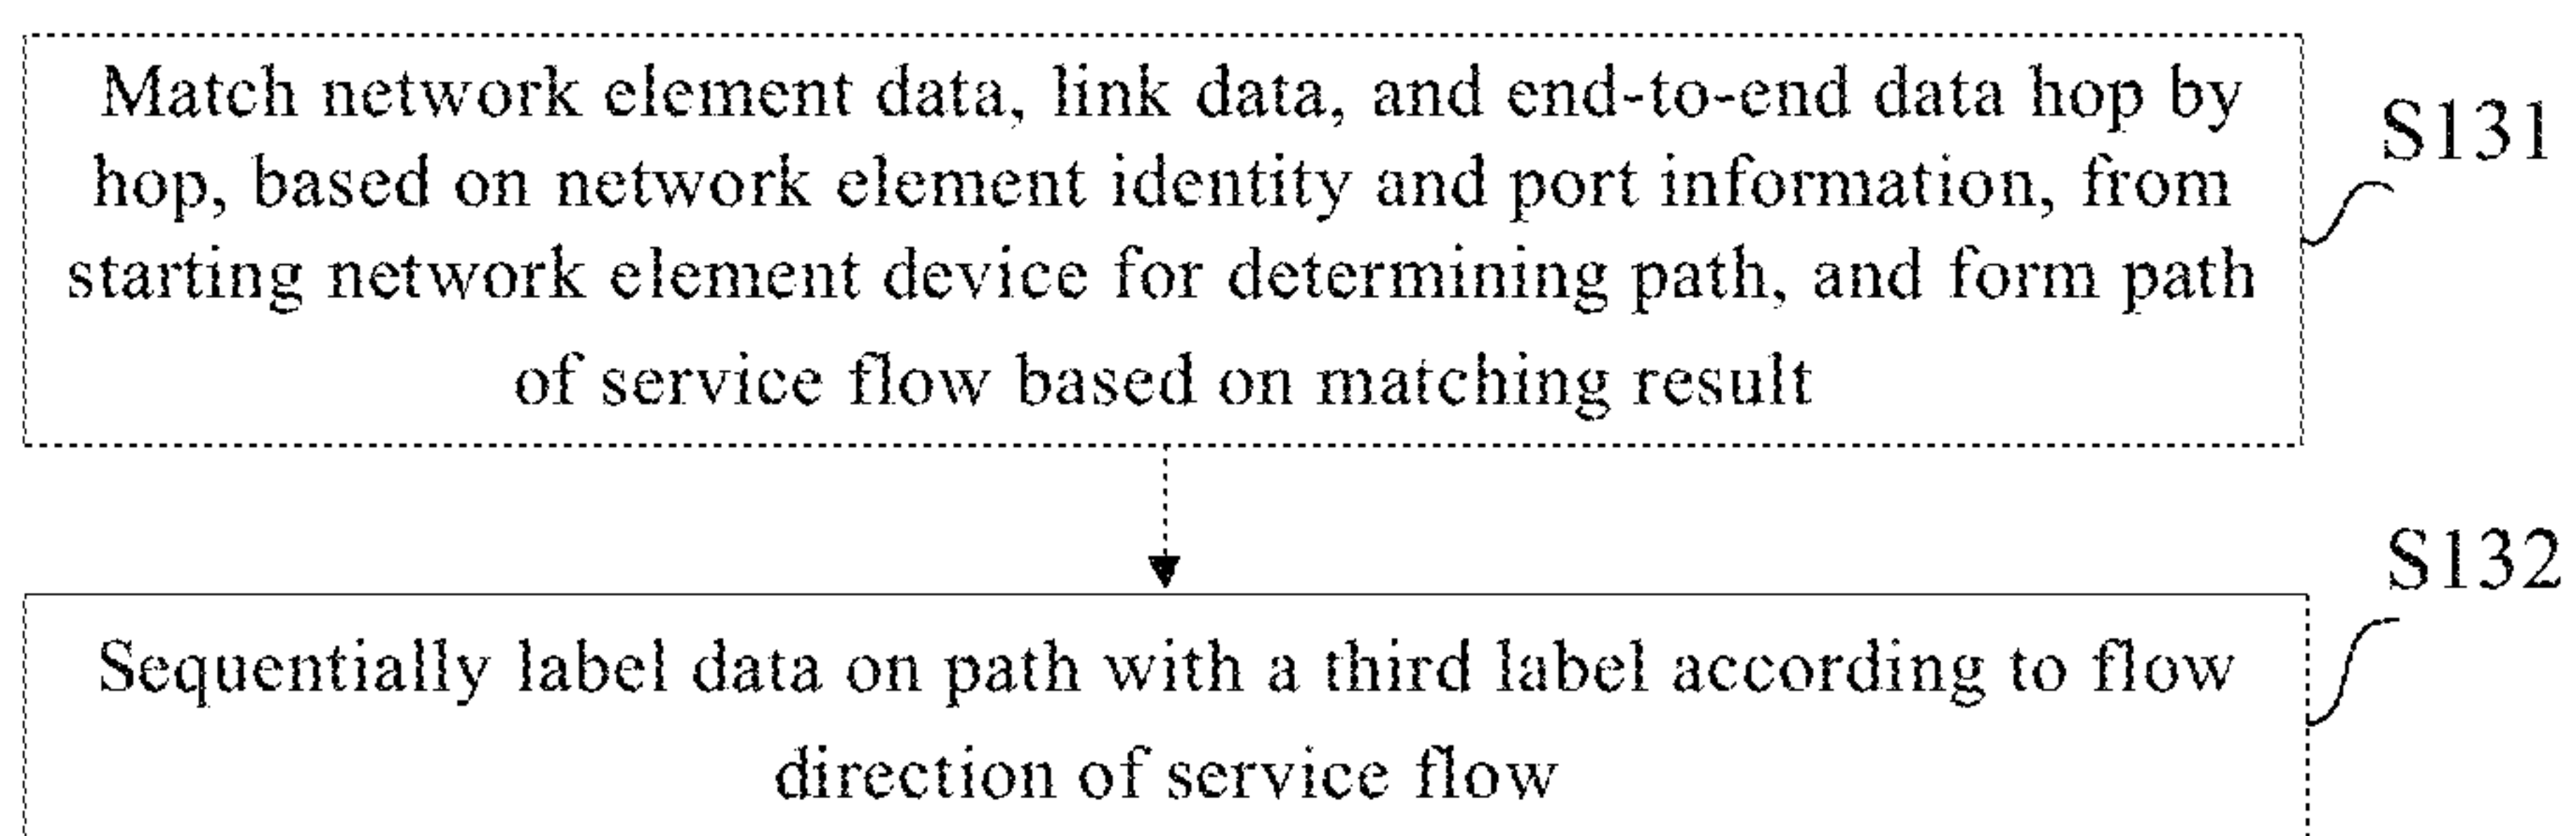 Match network element data, link data, and end-to-end data hop by
hop, based on network element identity and port information, from
starting network element device for determining path, and form path
of service flow based on matching result
S131
S132
Sequentially label data on path with a third label according to flow
direction of service flow